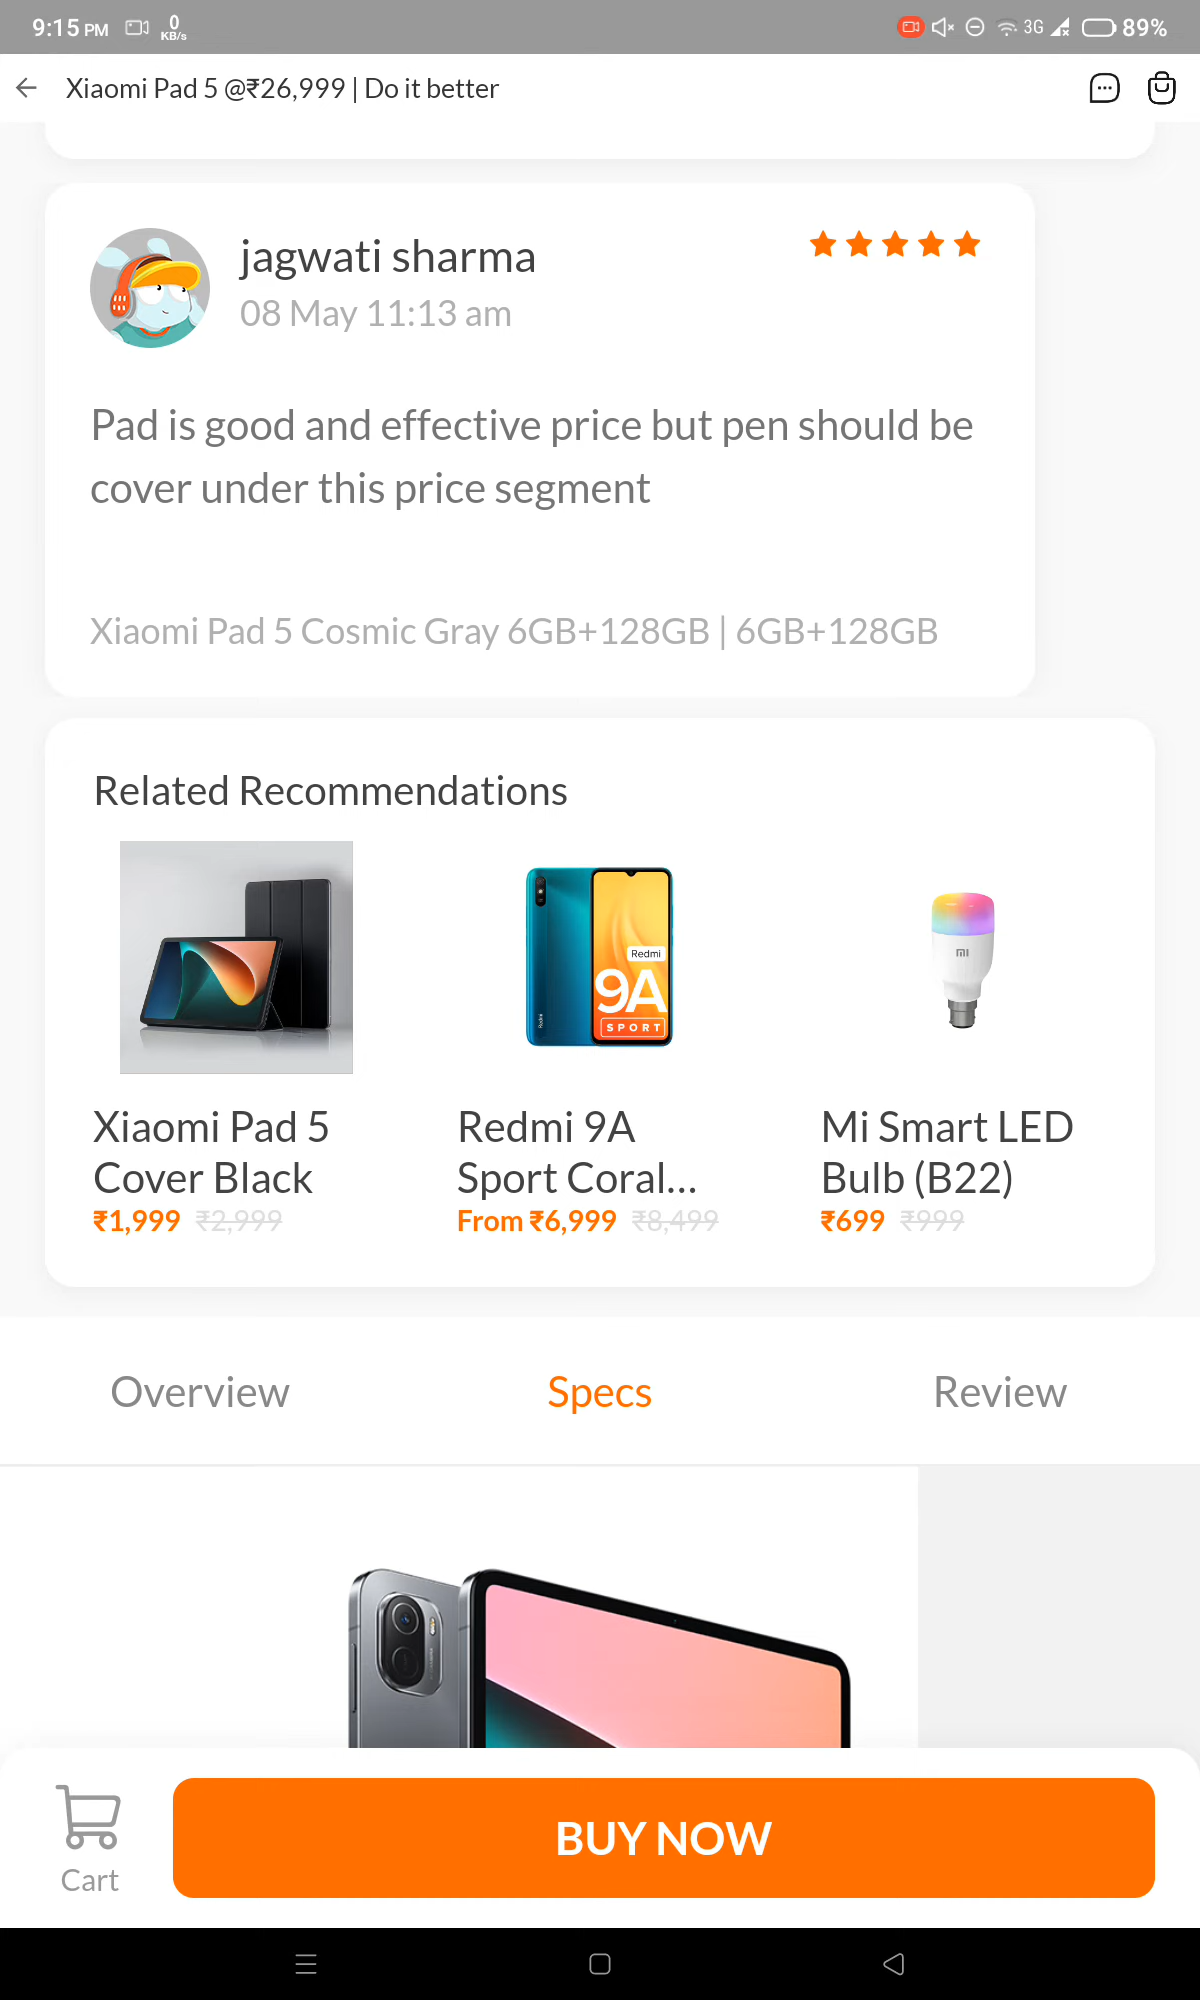 9:15 PM 0 KB/s 3G 89%
Xiaomi Pad 5 @₹26,999 | Do it better
jagwati sharma
08 May 11:13 am
Pad is good and effective price but pen should be
cover under this price segment
Xiaomi Pad 5 Cosmic Gray 6GB+128GB | 6GB+128GB
Related Recommendations
Redmi
9A
SPORT
Redmi
mi
Xiaomi Pad 5
Cover Black
₹1,999 ₹2,999
Redmi 9A
Sport Coral...
From ₹6,999 ₹8,499
Mi Smart LED
Bulb (B22)
₹699 ₹999
Overview Specs Review
Cart
BUY NOW